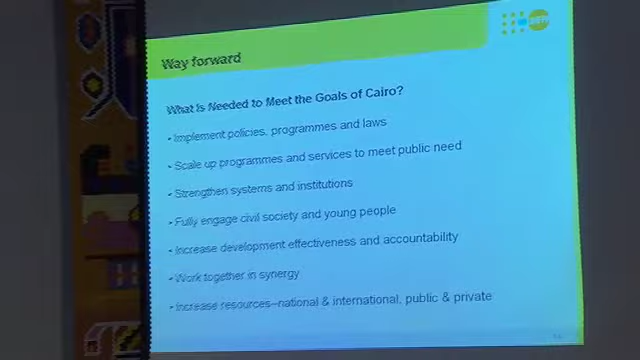 Way forward
What Is Needed to Meet the Goals of Cairo?
- Implement policies, programmes and laws
- Scale up programmes and services to meet public need
- Strengthen systems and institutions
- Fully engage civil society and young people
- Increase development effectiveness and accountability
- Work together in synergy
- Increase resources–national & international, public & private